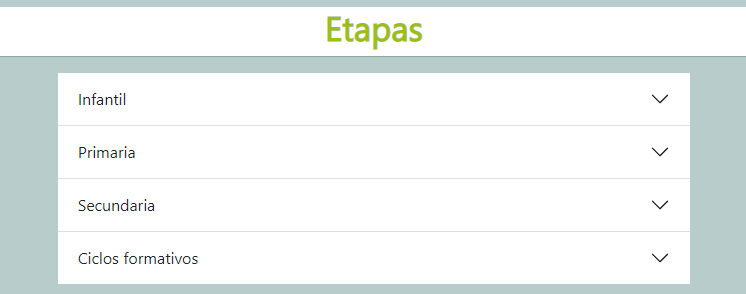 Etapas
Infantil
Primaria
Secundaria
Ciclos formativos